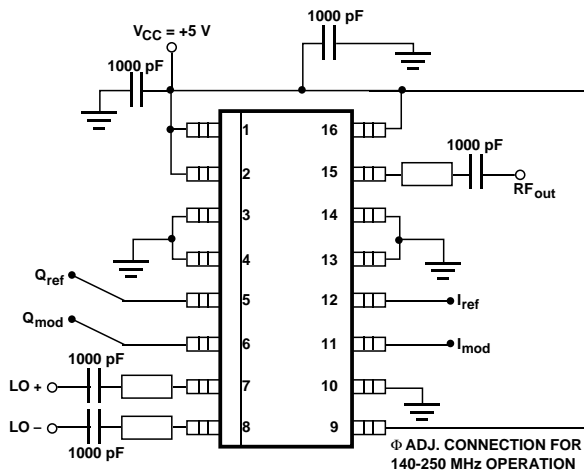 1000 pF
VCC = +5 V
1000 pF
1000 pF
1 16
2 15
RFout
3 14
4 13
Qref
5 12
Iref
Qmod
6 11
Imod
1000 pF
LO +
7 10
LO –
8 9
1000 pF
Φ ADJ. CONNECTION FOR
140-250 MHz OPERATION